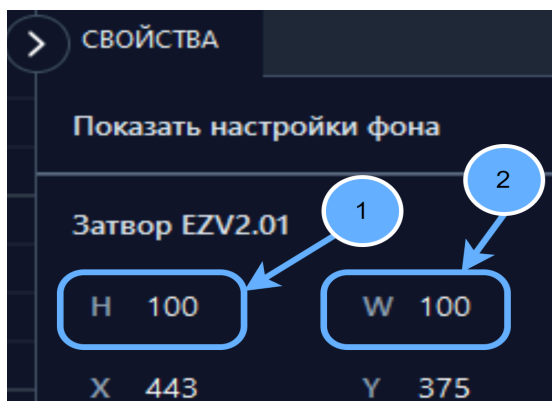 СВОЙСТВА
Показать настройки фона
2
Затвор EZV2.01
1
H 100 W 100
X 443 Y 375